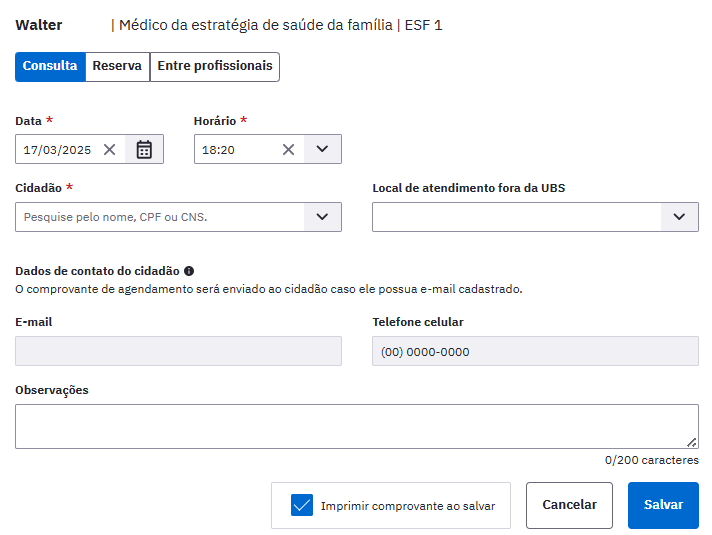 Walter | Médico da estratégia de saúde da família | ESF 1
Consulta Reserva Entre profissionais
Data * Horário *
17/03/2025 18:20
Cidadão * Local de atendimento fora da UBS
Pesquise pelo nome, CPF ou CNS.
Dados de contato do cidadão
O comprovante de agendamento será enviado ao cidadão caso ele possua e-mail cadastrado.
E-mail Telefone celular
(00) 0000-0000
Observações
0/200 caracteres
Imprimir comprovante ao salvar Cancelar Salvar